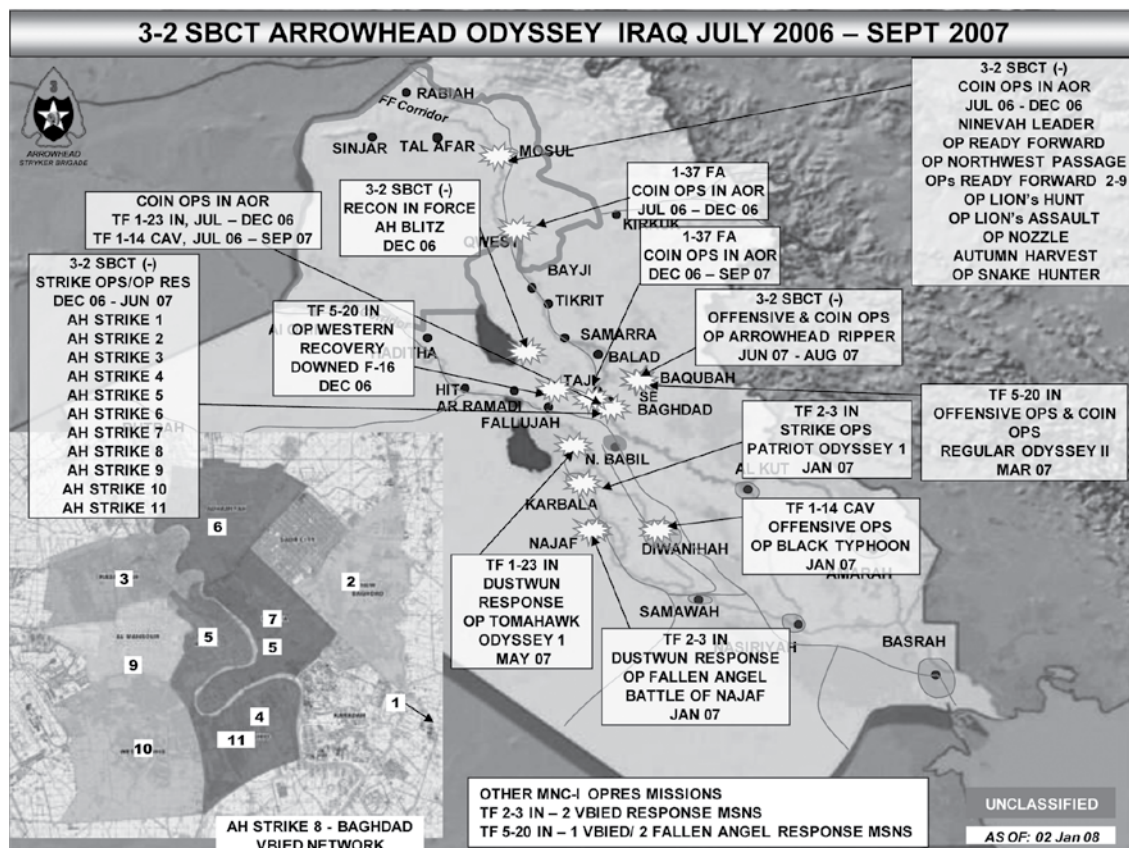 3-2 SBCT ARROWHEAD ODYSSEY IRAQ JULY 2006 – SEPT 2007
3
ARROWHEAD
STRYKER BRIGADE
RABIAH
FF Corridor
SINJAR
TAL AFAR
MOSUL
3-2 SBCT (-)
COIN OPS IN AOR
JUL 06 - DEC 06
NINEVAH LEADER
OP READY FORWARD
OP NORTHWEST PASSAGE
OPs READY FORWARD 2-9
OP LION's HUNT
OP LION's ASSAULT
OP NOZZLE
AUTUMN HARVEST
OP SNAKE HUNTER
COIN OPS IN AOR
TF 1-23 IN, JUL – DEC 06
TF 1-14 CAV, JUL 06 – SEP 07
3-2 SBCT (-)
RECON IN FORCE
AH BLITZ
DEC 06
1-37 FA
COIN OPS IN AOR
JUL 06 – DEC 06
QWEST
KIRKUK
1-37 FA
COIN OPS IN AOR
DEC 06 – SEP 07
3-2 SBCT (-)
STRIKE OPS/OP RES
DEC 06 - JUN 07
AH STRIKE 1
AH STRIKE 2
AH STRIKE 3
AH STRIKE 4
AH STRIKE 5
AH STRIKE 6
AH STRIKE 7
AH STRIKE 8
AH STRIKE 9
AH STRIKE 10
AH STRIKE 11
BAYJI
TIKRIT
SAMARRA
BALAD
TF 5-20 IN
OP WESTERN
RECOVERY
DOWNED F-16
DEC 06
3-2 SBCT (-)
OFFENSIVE & COIN OPS
OP ARROWHEAD RIPPER
JUN 07 - AUG 07
HADITHA
HIT
AR RAMADI
FALLUJAH
TAJI
BAQUBAH
SE
BAGHDAD
TF 5-20 IN
OFFENSIVE OPS & COIN
OPS
REGULAR ODYSSEY II
MAR 07
TF 2-3 IN
STRIKE OPS
PATRIOT ODYSSEY 1
JAN 07
RUTBAH
N. BABIL
AL KUT
KARBALA
NAJAF
DIWANIHAH
TF 1-14 CAV
OFFENSIVE OPS
OP BLACK TYPHOON
JAN 07
AMARAH
TF 1-23 IN
DUSTWUN
RESPONSE
OP TOMAHAWK
ODYSSEY 1
MAY 07
SAMAWAH
NASIRIYAH
BASRAH
TF 2-3 IN
DUSTWUN RESPONSE
OP FALLEN ANGEL
BATTLE OF NAJAF
JAN 07
6
3
2
BAGHDAD
7
5
5
9
1
4
10
11
AH STRIKE 8 - BAGHDAD
VBIED NETWORK
OTHER MNC-I OPRES MISSIONS
TF 2-3 IN – 2 VBIED RESPONSE MSNS
TF 5-20 IN – 1 VBIED/ 2 FALLEN ANGEL RESPONSE MSNS
UNCLASSIFIED
AS OF: 02 Jan 08